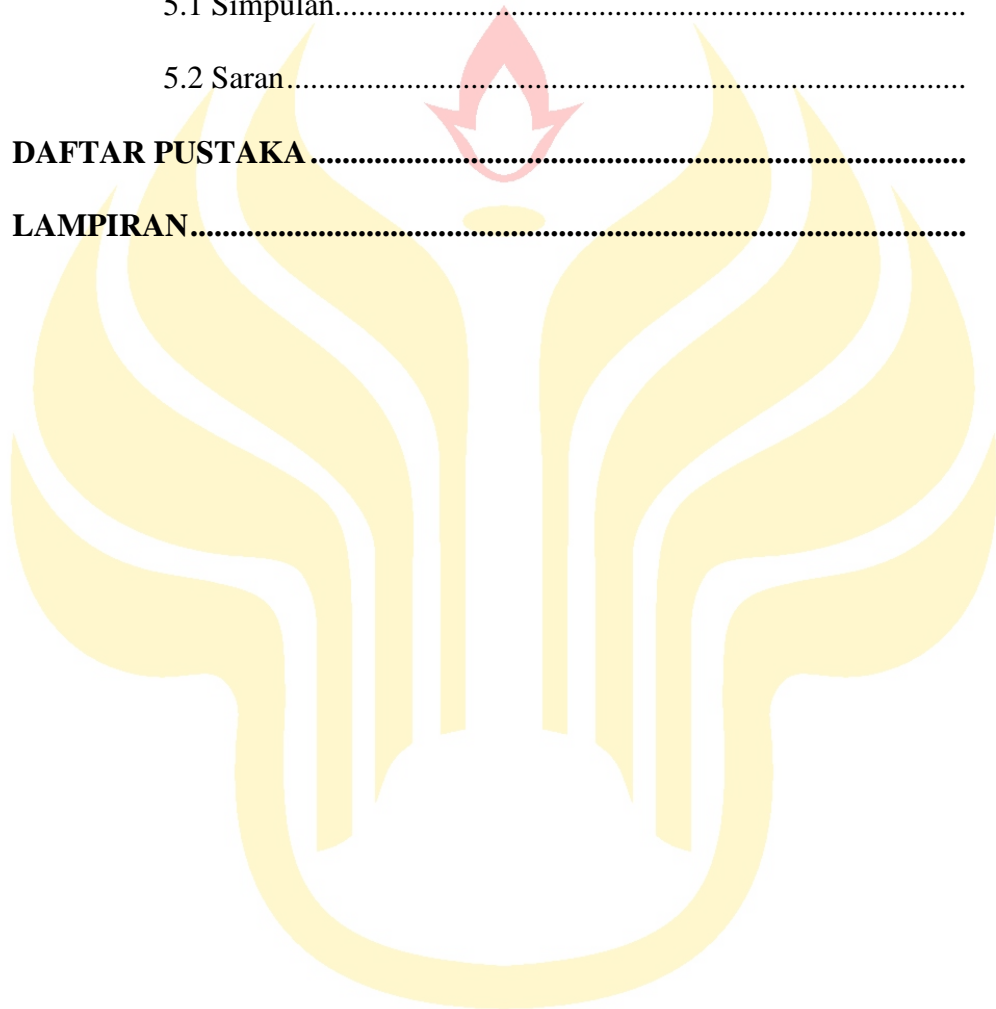 5.1 Simpulan..................................................................................
5.2 Saran.....................................................................................
DAFTAR PUSTAKA..................................................................................
LAMPIRAN.................................................................................................